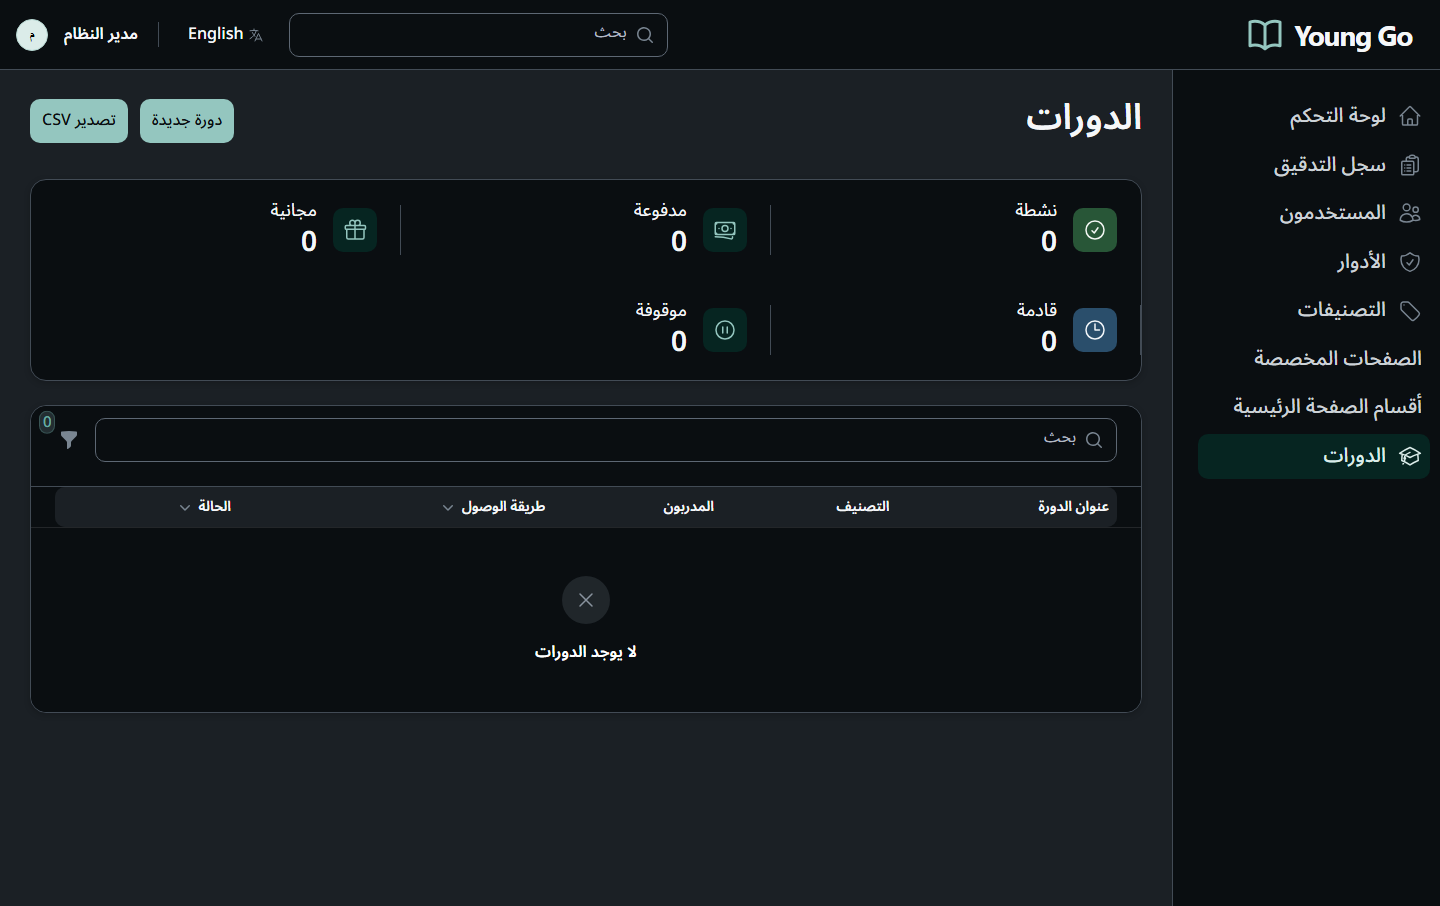 Young Go
بحث
English
مدير النظام
م
لوحة التحكم
سجل التدقيق
المستخدمون
الأدوار
التصنيفات
الصفحات المخصصة
أقسام الصفحة الرئيسية
الدورات
الدورات
دورة جديدة
تصدير CSV
نشطة
0
مدفوعة
0
مجانية
0
قادمة
0
موقوفة
0
بحث
0
عنوان الدورة التصنيف المدربون طريقة الوصول الحالة
لا يوجد الدورات